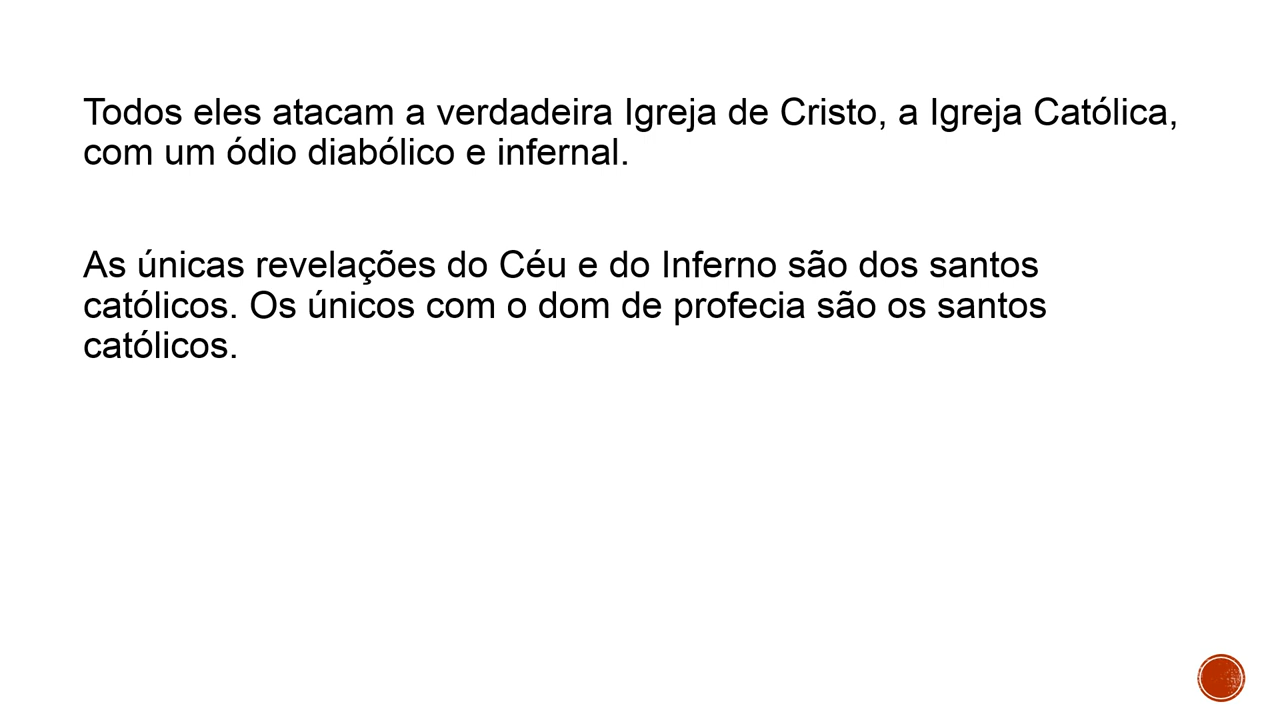 Todos eles atacam a verdadeira Igreja de Cristo, a Igreja Católica,
com um ódio diabólico e infernal.
As únicas revelações do Céu e do Inferno são dos santos
católicos. Os únicos com o dom de profecia são os santos
católicos.